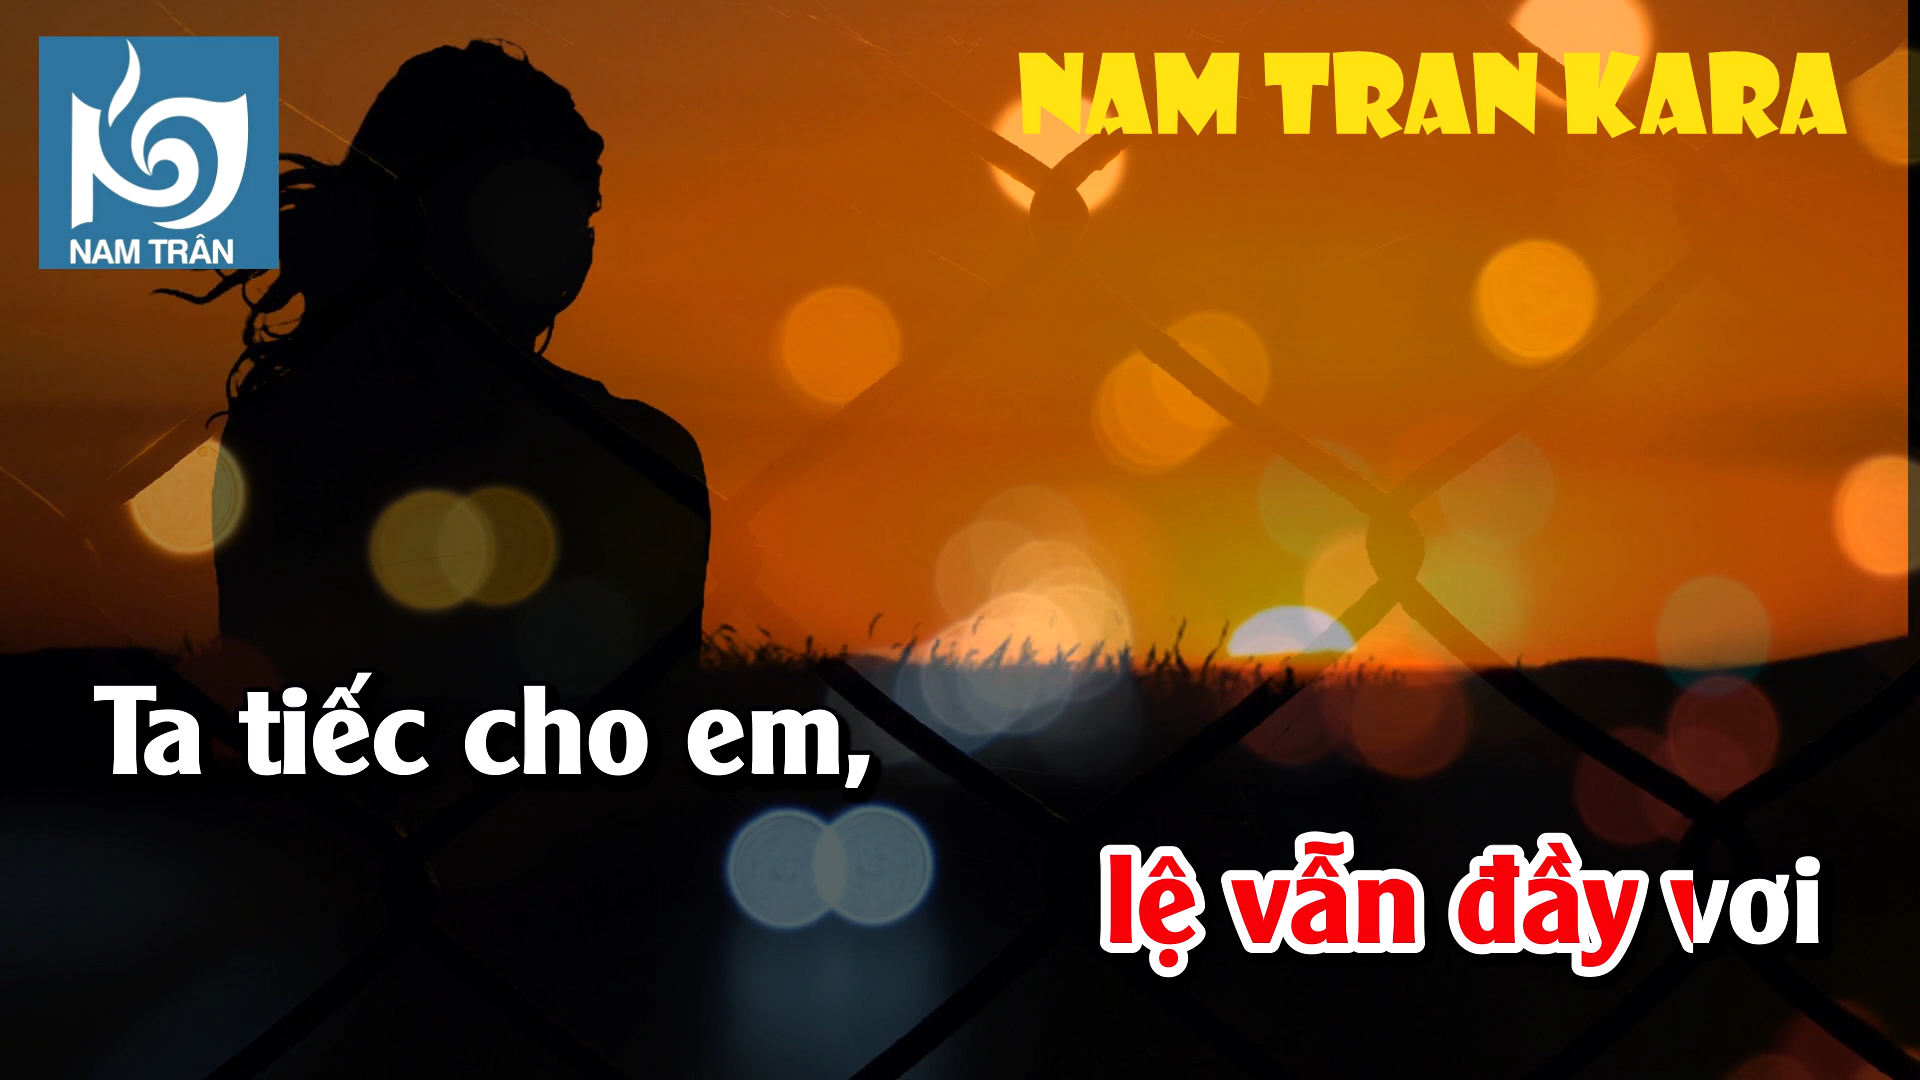 NAM TRAN KARA
NAM TRÂN
Ta tiếc cho em,
lệ vẫn đầy vơi